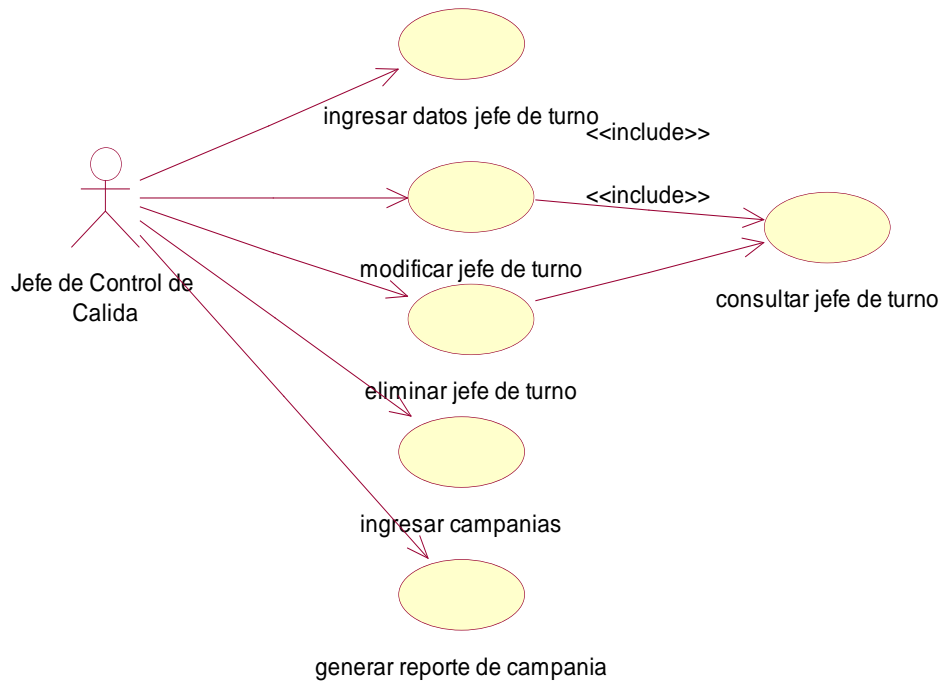 ingresar datos jefe de turno
<<include>>
<<include>>
modificar jefe de turno
Jefe de Control de
Calida
consultar jefe de turno
eliminar jefe de turno
ingresar campanias
generar reporte de campania